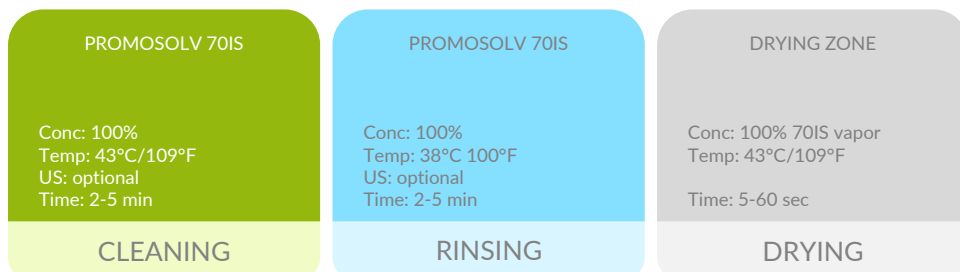 PROMOSOLV 70IS
Conc: 100%
Temp: 43°C/109°F
US: optional
Time: 2-5 min
CLEANING
PROMOSOLV 70IS
Conc: 100%
Temp: 38°C 100°F
US: optional
Time: 2-5 min
RINSING
DRYING ZONE
Conc: 100% 70IS vapor
Temp: 43°C/109°F
Time: 5-60 sec
DRYING